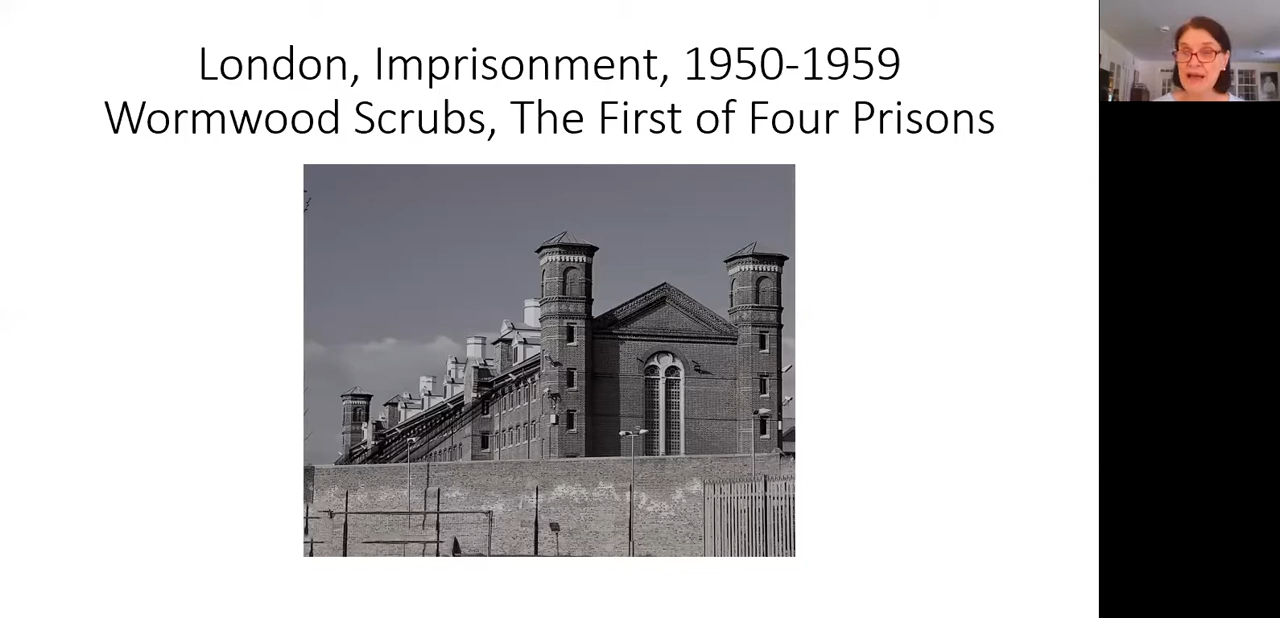 London, Imprisonment, 1950-1959
Wormwood Scrubs, The First of Four Prisons